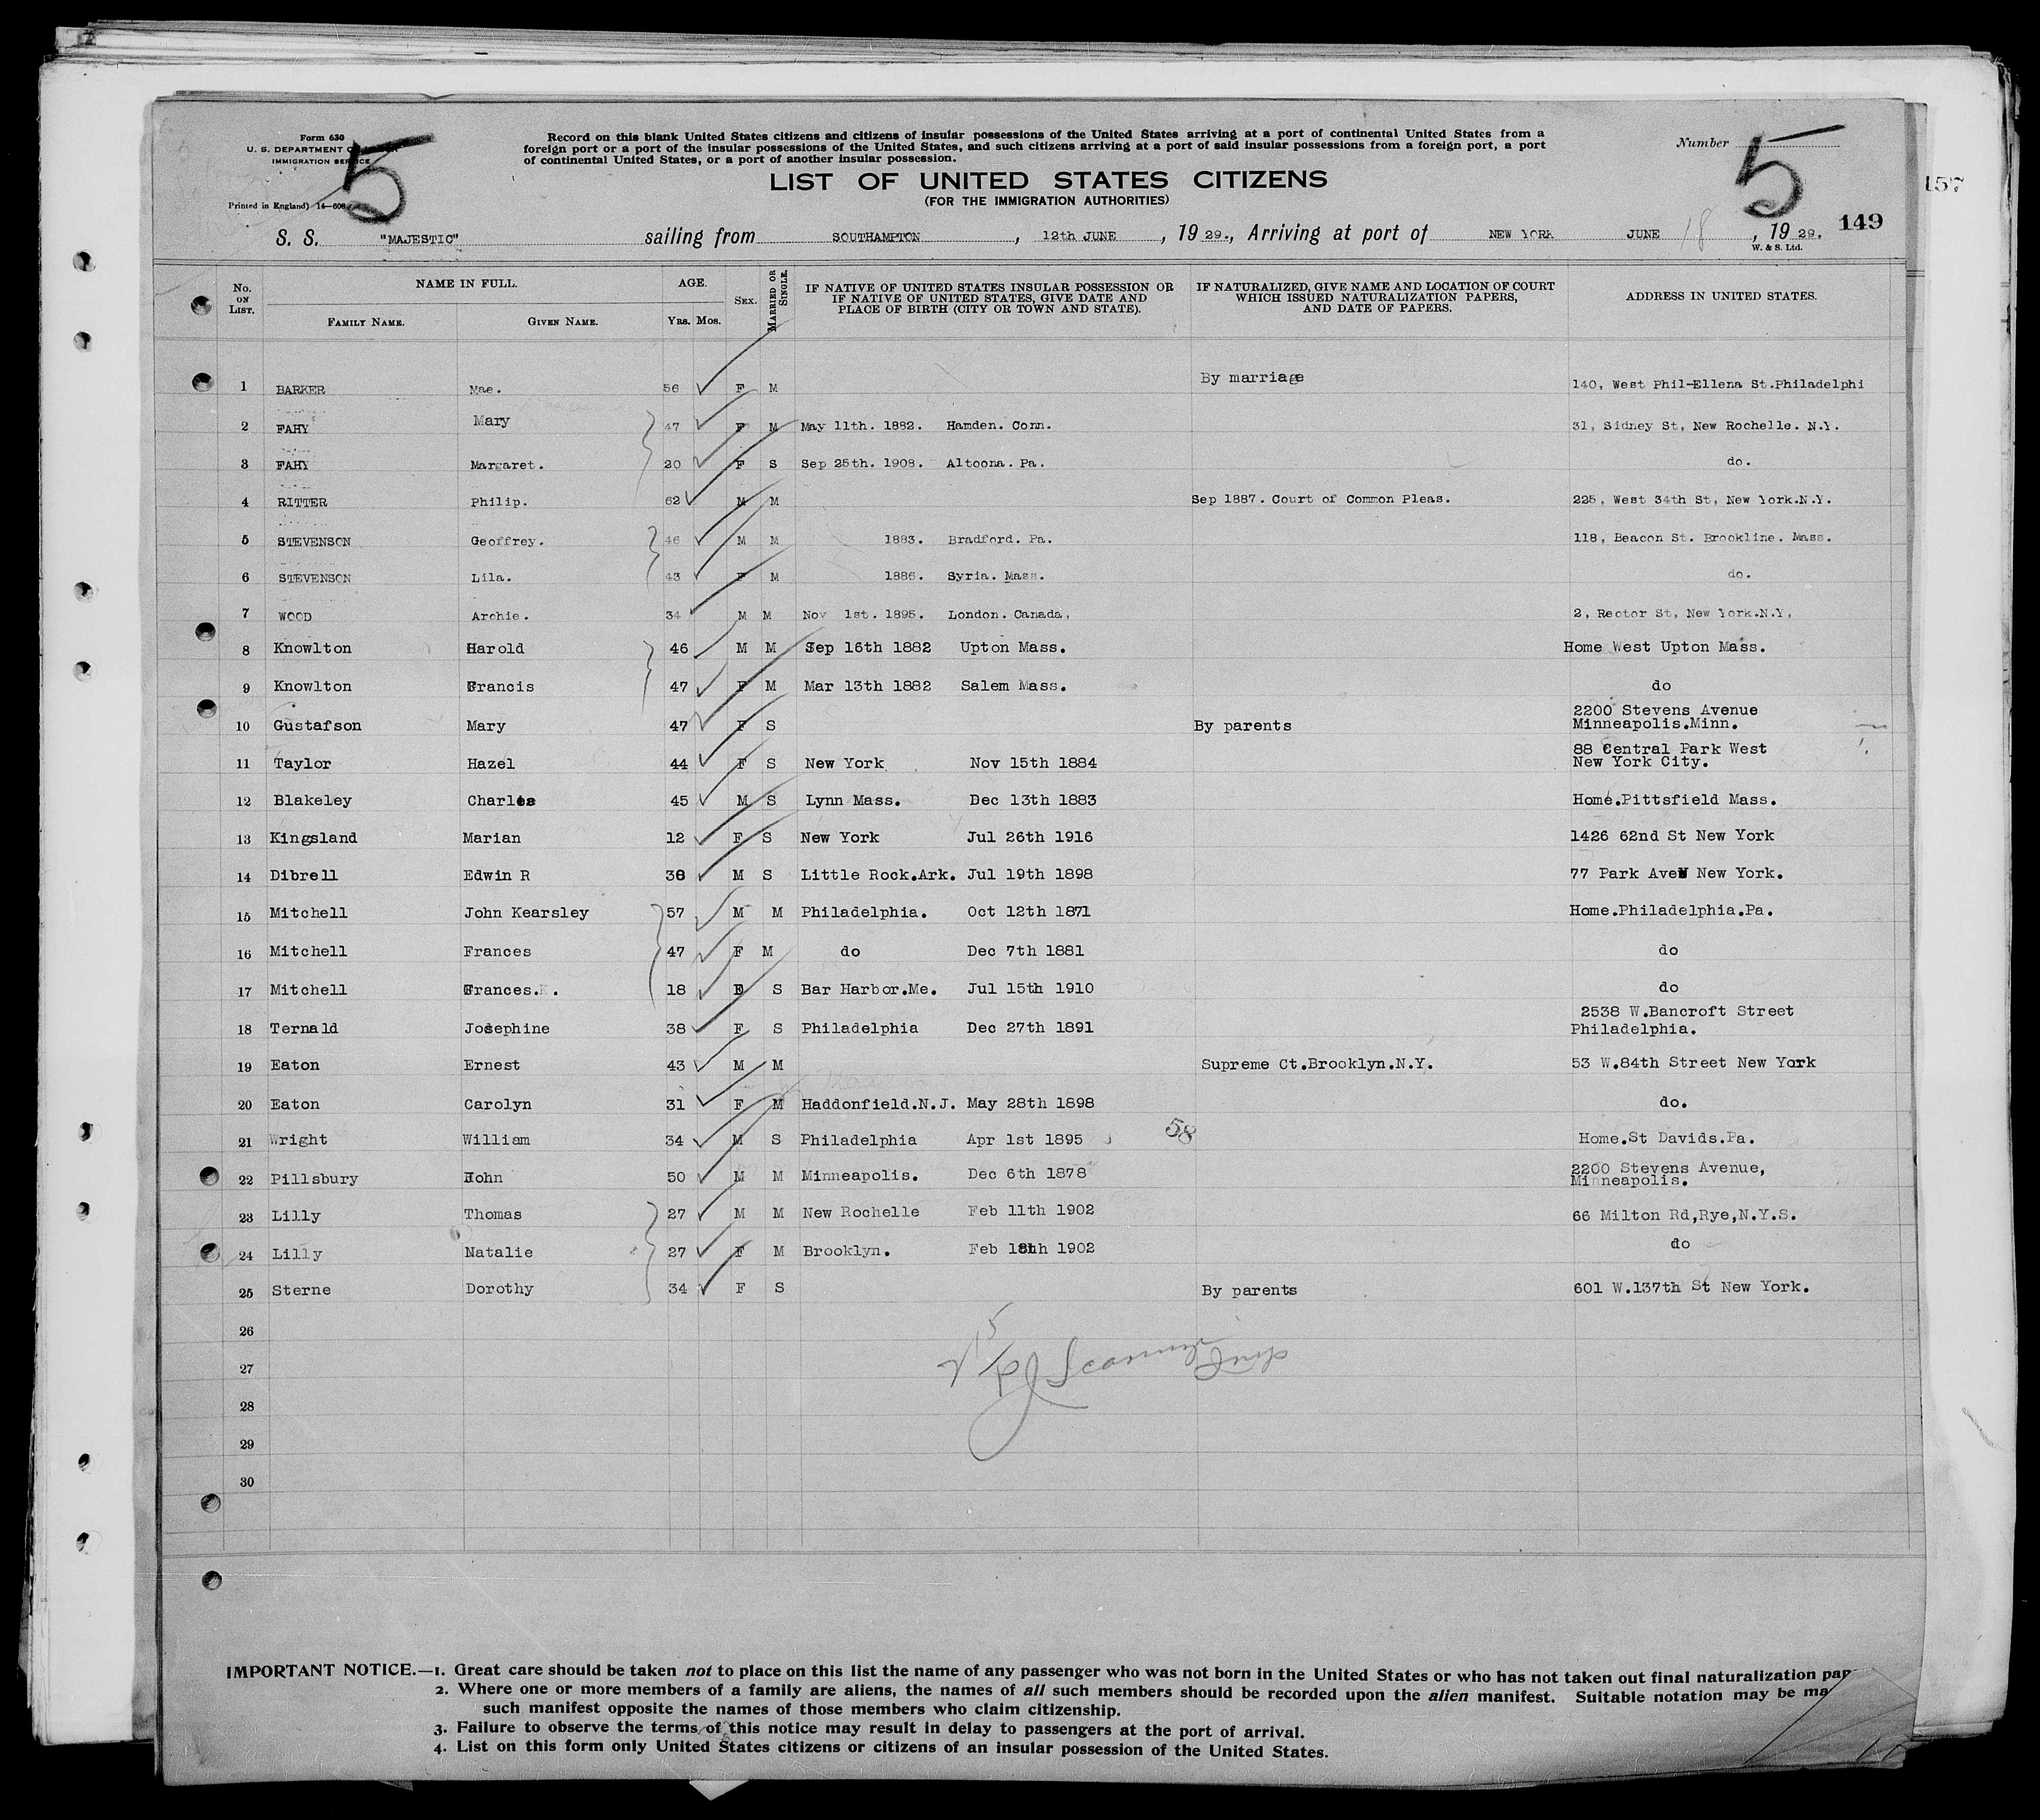 Form 630
U. S. DEPARTMENT
IMMIGRATION SERVICE
Printed in England) 14—608
5
Record on this blank United States citizens and citizens of insular possessions of the United States arriving at a port of continental United States from a
foreign port or a port of the insular possessions of the United States, and such citizens arriving at a port of said insular possessions from a foreign port, a port
of continental United States, or a port of another insular possession.
Number 5
157
LIST OF UNITED STATES CITIZENS
(FOR THE IMMIGRATION AUTHORITIES)
149
S. S. "MAJESTIC" sailing from SOUTHAMPTON, 12th JUNE, 1929., Arriving at port of NEW YORK JUNE 18, 1929.
W. & S. Ltd.
No. ON LIST. NAME IN FULL. FAMILY NAME. GIVEN NAME. AGE. Yrs. Mos. SEX. MARRIED OR SINGLE. IF NATIVE OF UNITED STATES INSULAR POSSESSION OR IF NATIVE OF UNITED STATES, GIVE DATE AND PLACE OF BIRTH (CITY OR TOWN AND STATE). IF NATURALIZED, GIVE NAME AND LOCATION OF COURT WHICH ISSUED NATURALIZATION PAPERS, AND DATE OF PAPERS. ADDRESS IN UNITED STATES.
1 BARKER Mae. 56 F M By marriage 140, West Phil-Ellena St.Philadelphi
2 FAHY Mary 47 F M May 11th. 1882. Hamden. Conn. 31, Sidney St, New Rochelle. N.Y.
3 FAHY Margaret. 20 F S Sep 25th. 1908. Altoona. Pa. do.
4 RITTER Philip. 62 M M Sep 1887. Court of Common Pleas. 225, West 34th St, New York.N.Y.
5 STEVENSON Geoffrey. 46 M M 1883. Bradford. Pa. 118, Beacon St. Brookline. Mass.
6 STEVENSON Lila. 43 F M 1886. Syria. Mass. do.
7 WOOD Archie. 34 M M Nov 1st. 1895. London. Canada, 2, Rector St, New York.N.Y,
8 Knowlton Harold 46 M M Sep 16th 1882 Upton Mass. Home West Upton Mass.
9 Knowlton Francis 47 F M Mar 13th 1882 Salem Mass. do
10 Gustafson Mary 47 F S By parents 2200 Stevens Avenue Minneapolis.Minn.
11 Taylor Hazel 44 F S New York Nov 15th 1884 88 Central Park West New York City.
12 Blakeley Charles 45 M S Lynn Mass. Dec 13th 1883 Home.Pittsfield Mass.
13 Kingsland Marian 12 F S New York Jul 26th 1916 1426 62nd St New York
14 Dibrell Edwin R 30 M S Little Rock.Ark. Jul 19th 1898 77 Park Ave New York.
15 Mitchell John Kearsley 57 M M Philadelphia. Oct 12th 1871 Home.Philadelphia.Pa.
16 Mitchell Frances 47 F M do Dec 7th 1881 do
17 Mitchell Frances.K. 18 S Bar Harbor.Me. Jul 15th 1910 do
18 Ternald Josephine 38 F S Philadelphia Dec 27th 1891 2538 W.Bancroft Street Philadelphia.
19 Eaton Ernest 43 M M Supreme Ct.Brooklyn.N.Y. 53 W.84th Street New York
20 Eaton Carolyn 31 F M Haddonfield.N.J. May 28th 1898 do.
21 Wright William 34 M S Philadelphia Apr 1st 1895 58 Home.St Davids.Pa.
22 Pillsbury John 50 M M Minneapolis. Dec 6th 1878 2200 Stevens Avenue, Minneapolis.
23 Lilly Thomas 27 M M New Rochelle Feb 11th 1902 66 Milton Rd,Rye,N.Y.S.
24 Lilly Natalie 27 F M Brooklyn. Feb 18th 1902 do
25 Sterne Dorothy 34 F S By parents 601 W.137th St New York.
26
27
28
29
30
IMPORTANT NOTICE.—1. Great care should be taken not to place on this list the name of any passenger who was not born in the United States or who has not taken out final naturalization pap
2. Where one or more members of a family are aliens, the names of all such members should be recorded upon the alien manifest. Suitable notation may be ma
such manifest opposite the names of those members who claim citizenship.
3. Failure to observe the terms of this notice may result in delay to passengers at the port of arrival.
4. List on this form only United States citizens or citizens of an insular possession of the United States.